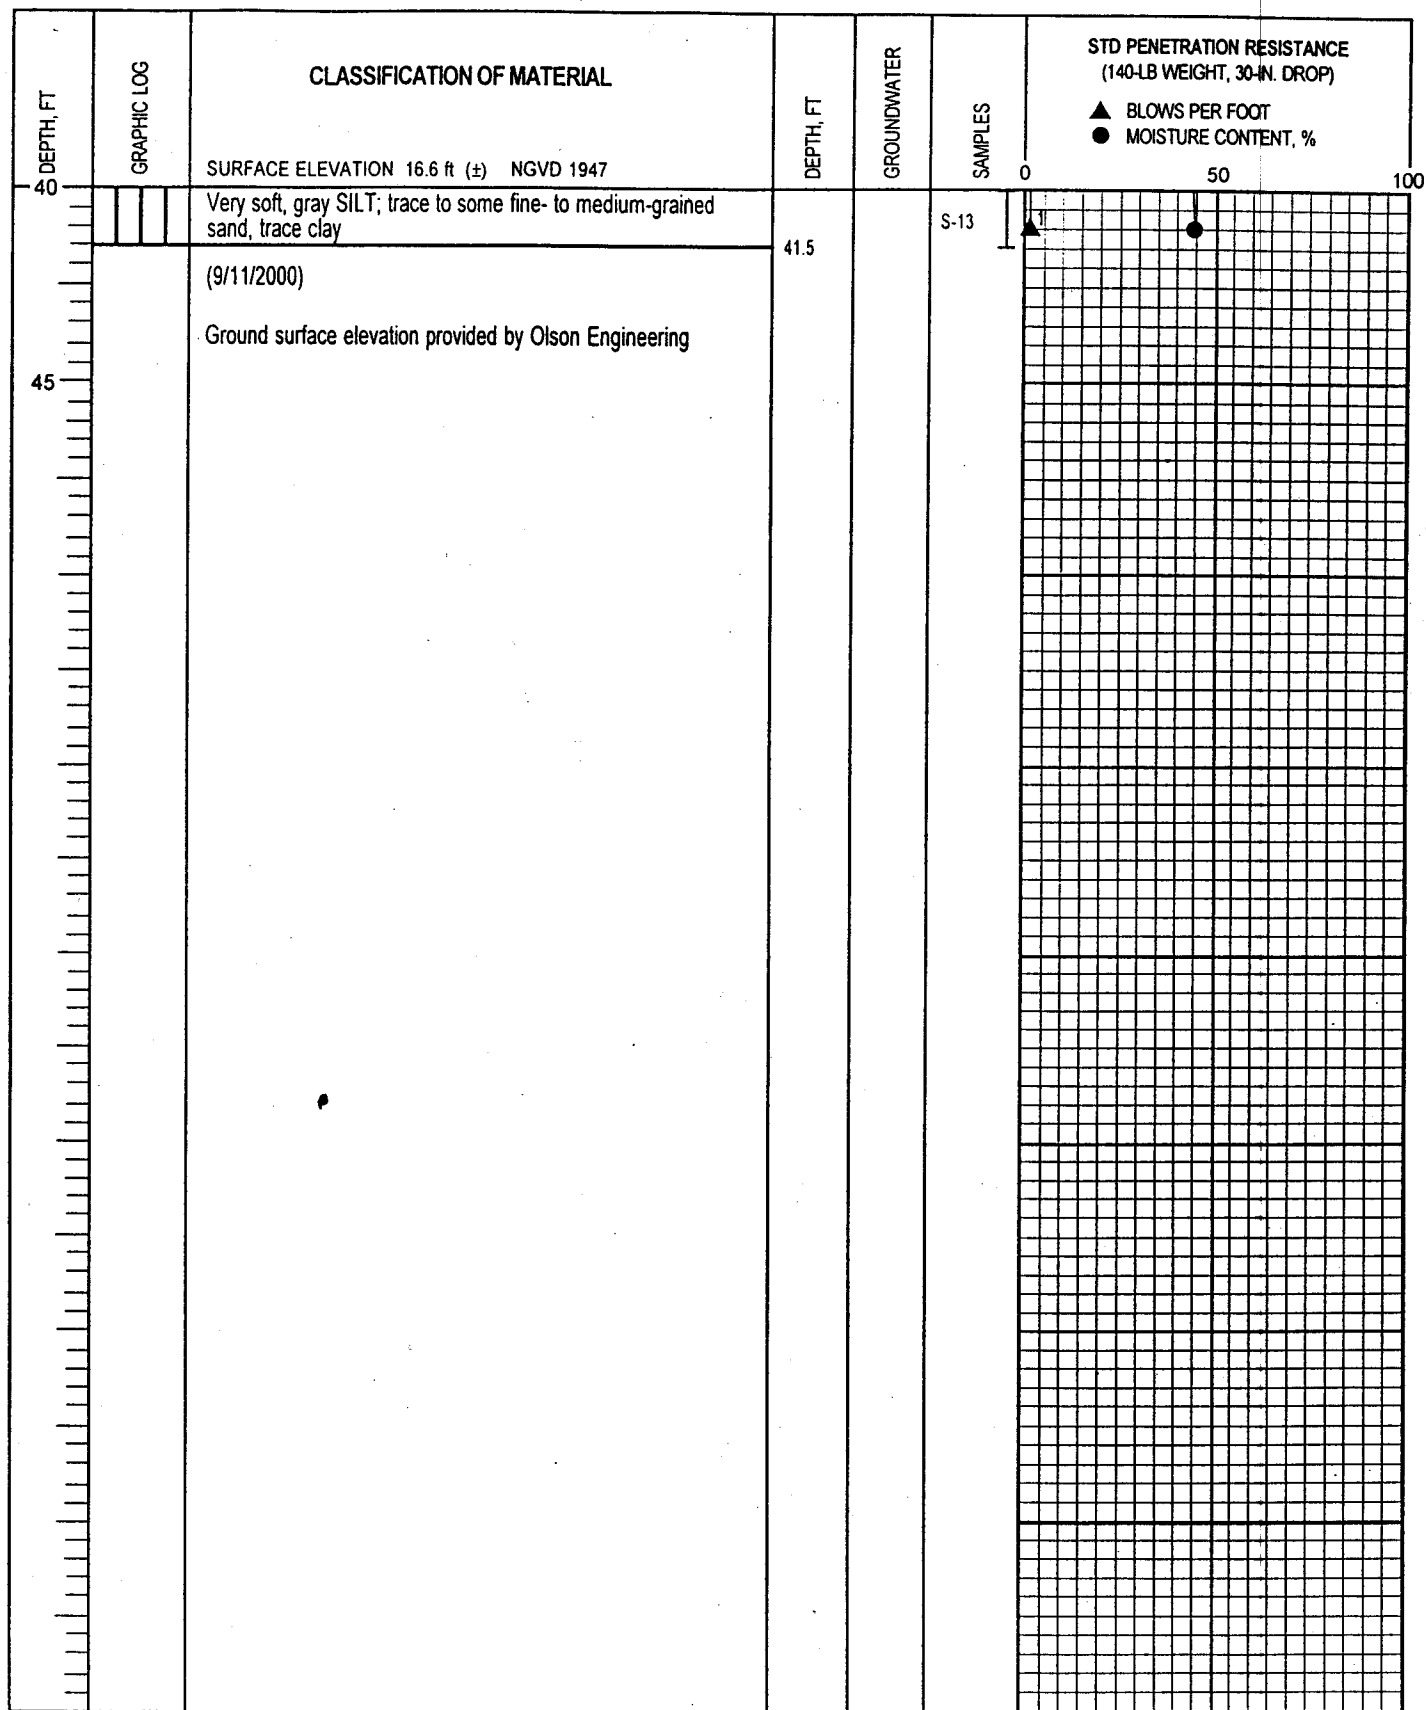 DEPTH, FT
GRAPHIC LOG
CLASSIFICATION OF MATERIAL
SURFACE ELEVATION 16.6 ft (±) NGVD 1947
DEPTH, FT
GROUNDWATER
SAMPLES
STD PENETRATION RESISTANCE
(140-LB WEIGHT, 30-IN. DROP)
▲ BLOWS PER FOOT
● MOISTURE CONTENT, %
0 50 100
40
Very soft, gray SILT; trace to some fine- to medium-grained
sand, trace clay
41.5
S-13
1
(9/11/2000)
Ground surface elevation provided by Olson Engineering
45